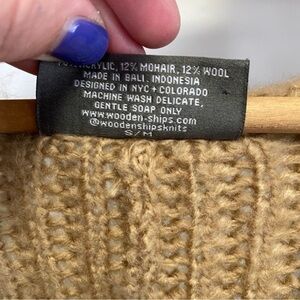 ACRYLIC, 12% MOHAIR, 12% WOOL
MADE IN BALI, INDONESIA
DESIGNED IN NYC + COLORADO
MACHINE WASH DELICATE,
GENTLE SOAP ONLY
www.wooden-ships.com
@woodenshipsknits
S/M